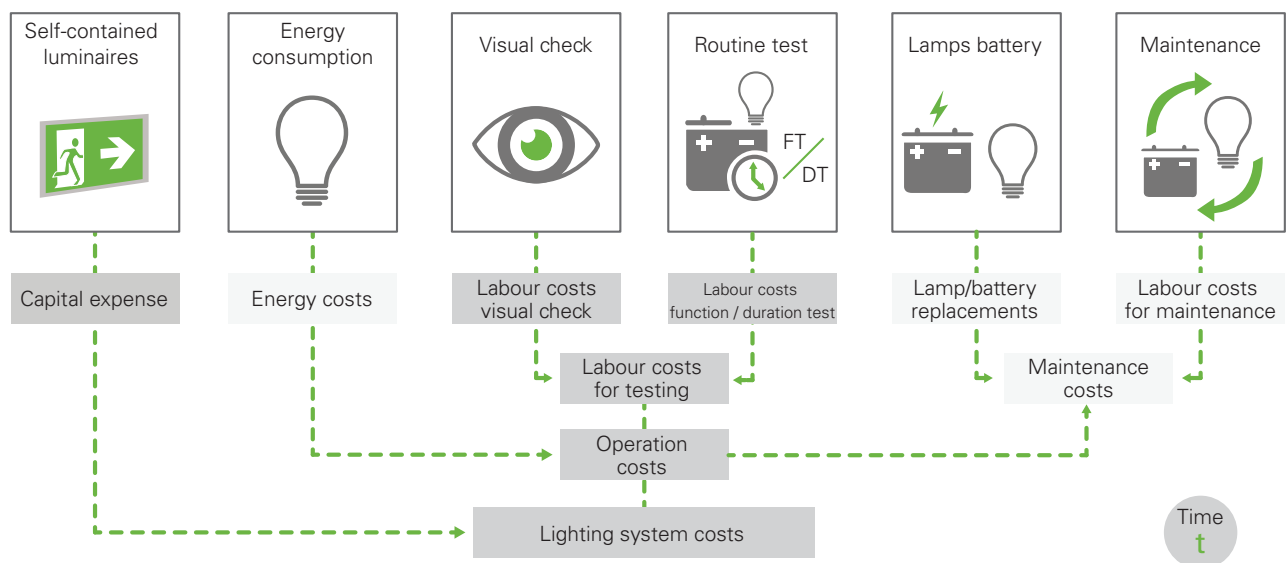 Self-contained
luminaires
Energy
consumption
Visual check
Routine test
Lamps battery
Maintenance
+ -
FT
DT
+ -
+ -
Capital expense
Energy costs
Labour costs
visual check
Labour costs
function / duration test
Lamp/battery
replacements
Labour costs
for maintenance
Labour costs
for testing
Maintenance
costs
Operation
costs
Lighting system costs
Time
t